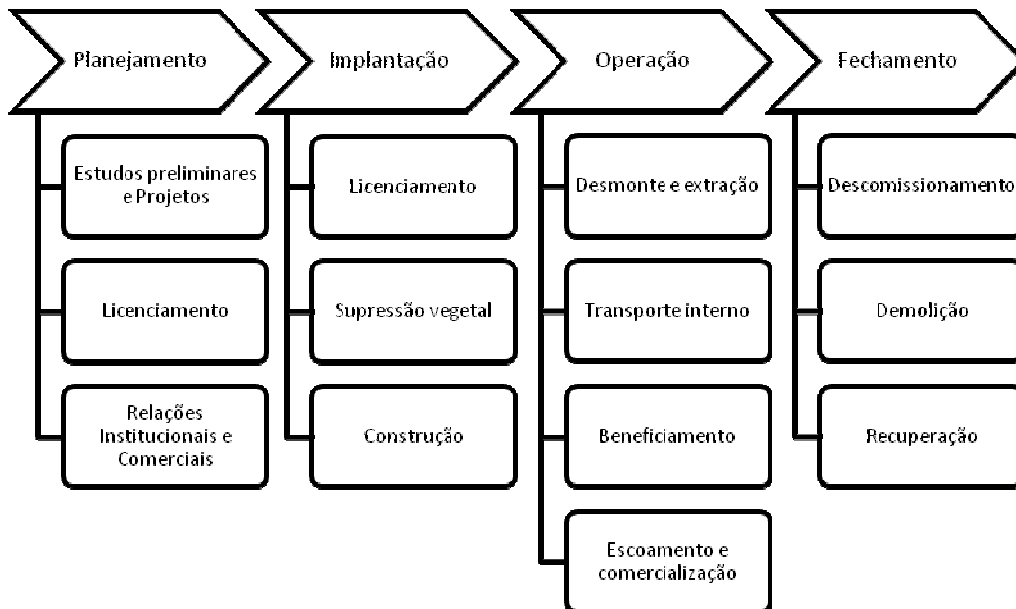 Planejamento
Estudos preliminares
e Projetos
Licenciamento
Relações
Institucionais e
Comerciais
Implantação
Licenciamento
Supressão vegetal
Construção
Operação
Desmonte e extração
Transporte interno
Beneficiamento
Escoamento e
comercialização
Fechamento
Descomissionamento
Demolição
Recuperação